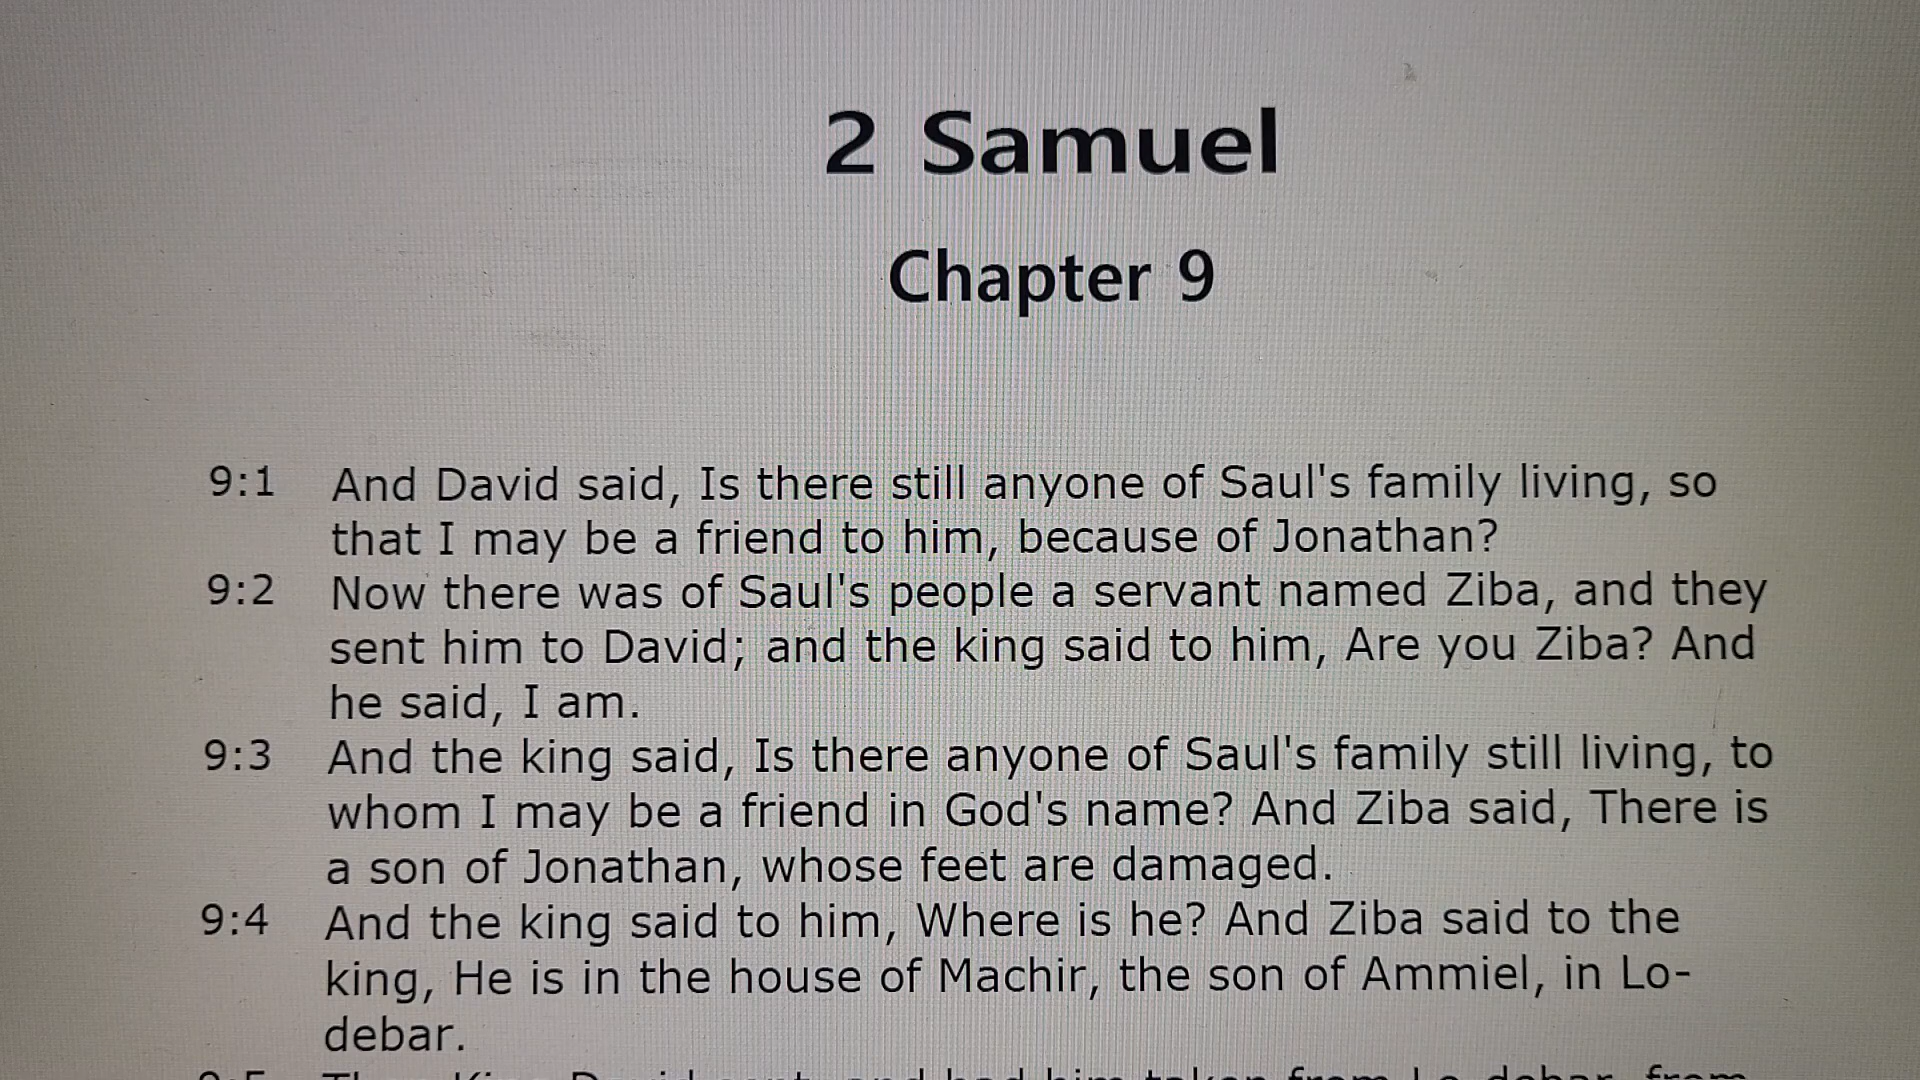 2 Samuel
Chapter 9
9:1 And David said, Is there still anyone of Saul's family living, so
that I may be a friend to him, because of Jonathan?
9:2 Now there was of Saul's people a servant named Ziba, and they
sent him to David; and the king said to him, Are you Ziba? And
he said, I am.
9:3 And the king said, Is there anyone of Saul's family still living, to
whom I may be a friend in God's name? And Ziba said, There is
a son of Jonathan, whose feet are damaged.
9:4 And the king said to him, Where is he? And Ziba said to the
king, He is in the house of Machir, the son of Ammiel, in Lo-
debar.